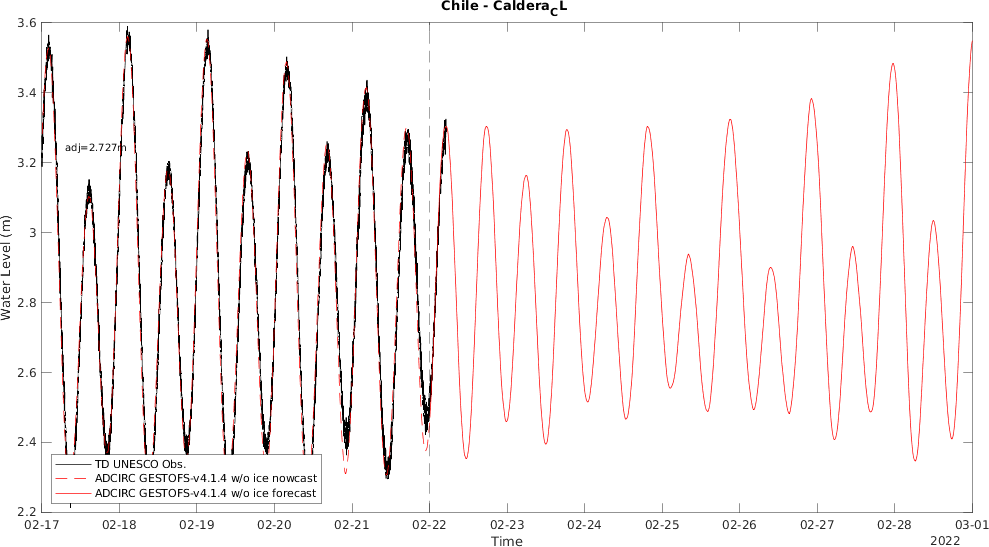 Chile - Caldera_CL
3.6
3.4
3.2
3
2.8
2.6
2.4
2.2
Water Level (m)
adj=2.727m
TD UNESCO Obs.
ADCIRC GESTOFS-v4.1.4 w/o ice nowcast
ADCIRC GESTOFS-v4.1.4 w/o ice forecast
02-17 02-18 02-19 02-20 02-21 02-22 02-23 02-24 02-25 02-26 02-27 02-28 03-01
Time
2022